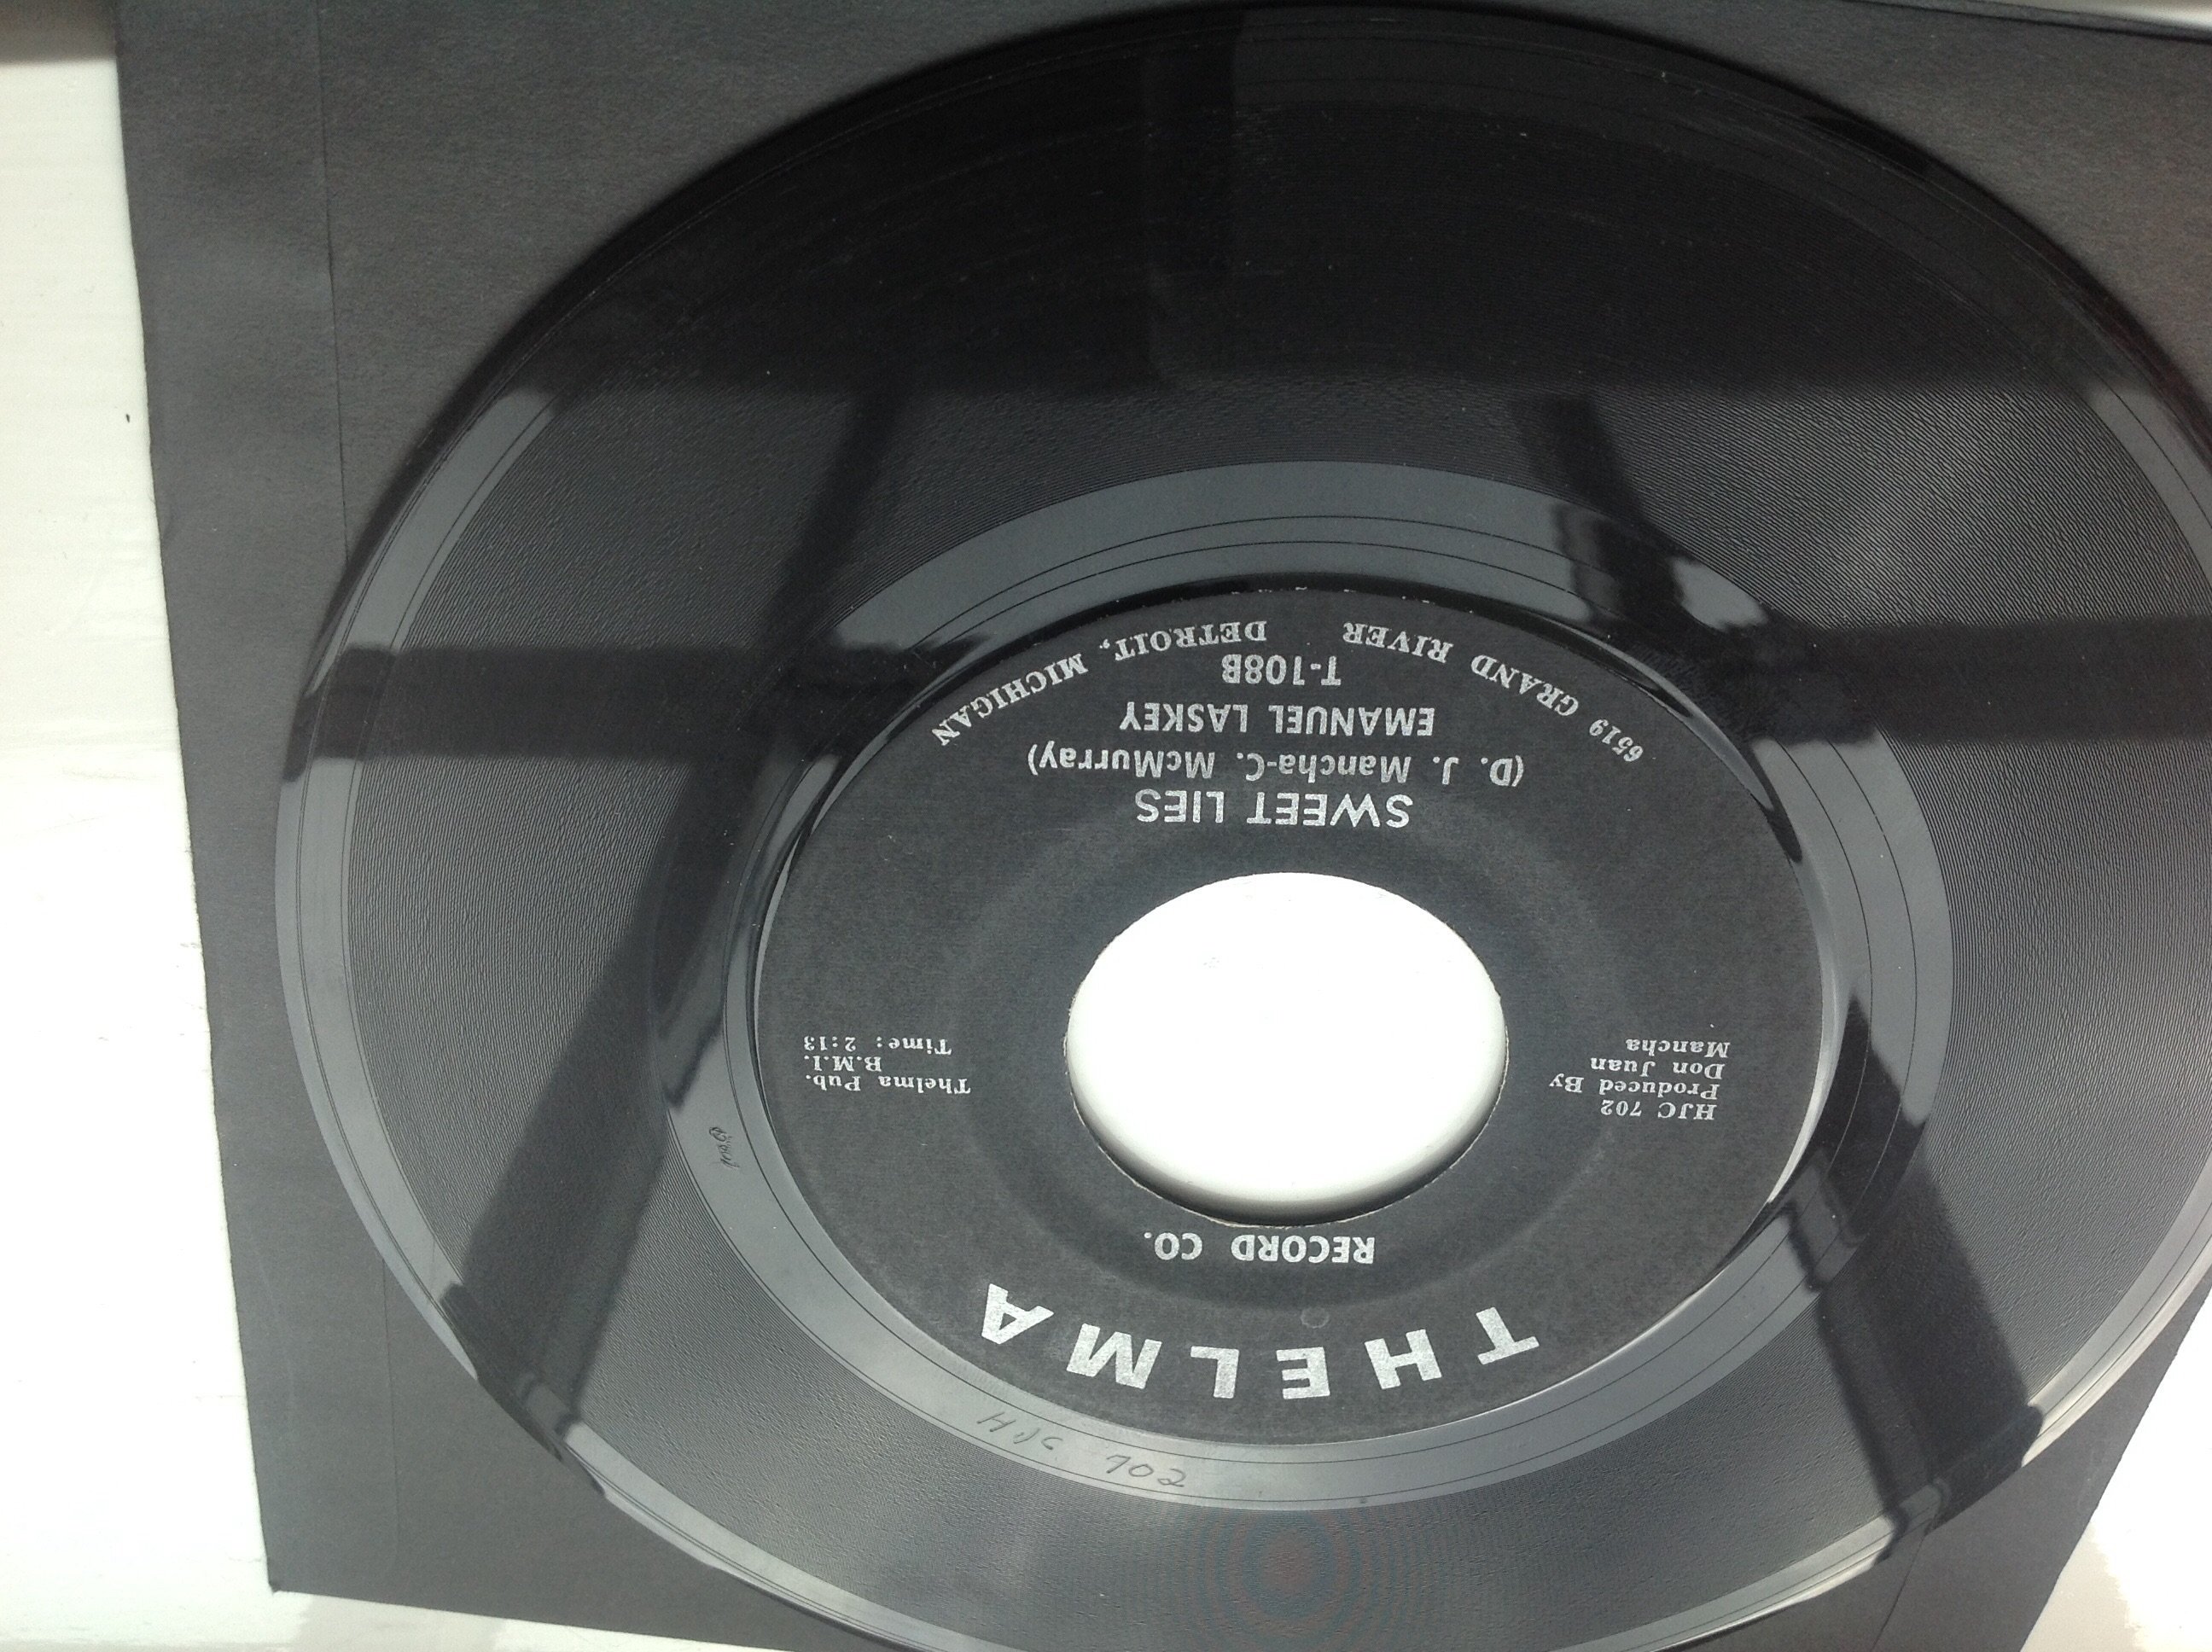 THELMA
RECORD CO.
HJC 702
Produced By
Don Juan
Mancha
Thelma Pub.
B.M.I.
Time: 2:13
SWEET LIES
(D. J. Mancha-C. McMurray)
EMANUEL LASKEY
T-108B
6519 GRAND RIVER DETROIT, MICHIGAN
HJC 702